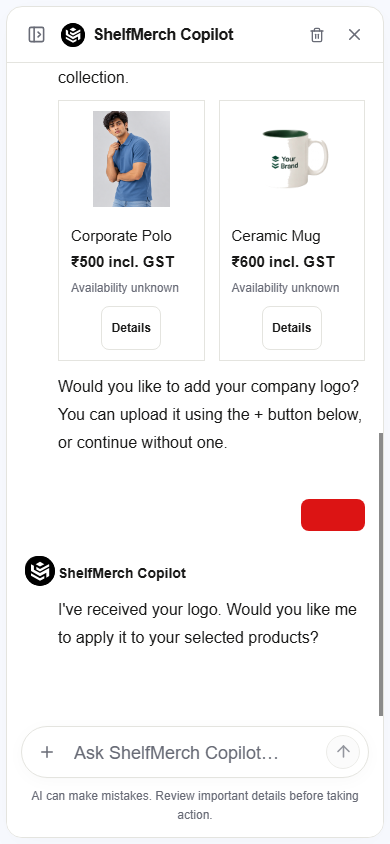 ShelfMerch Copilot
collection.
Your
Brand
Corporate Polo
₹500 incl. GST
Availability unknown
Details
Ceramic Mug
₹600 incl. GST
Availability unknown
Details
Would you like to add your company logo?
You can upload it using the + button below,
or continue without one.
ShelfMerch Copilot
I've received your logo. Would you like me
to apply it to your selected products?
Ask ShelfMerch Copilot…
AI can make mistakes. Review important details before taking
action.